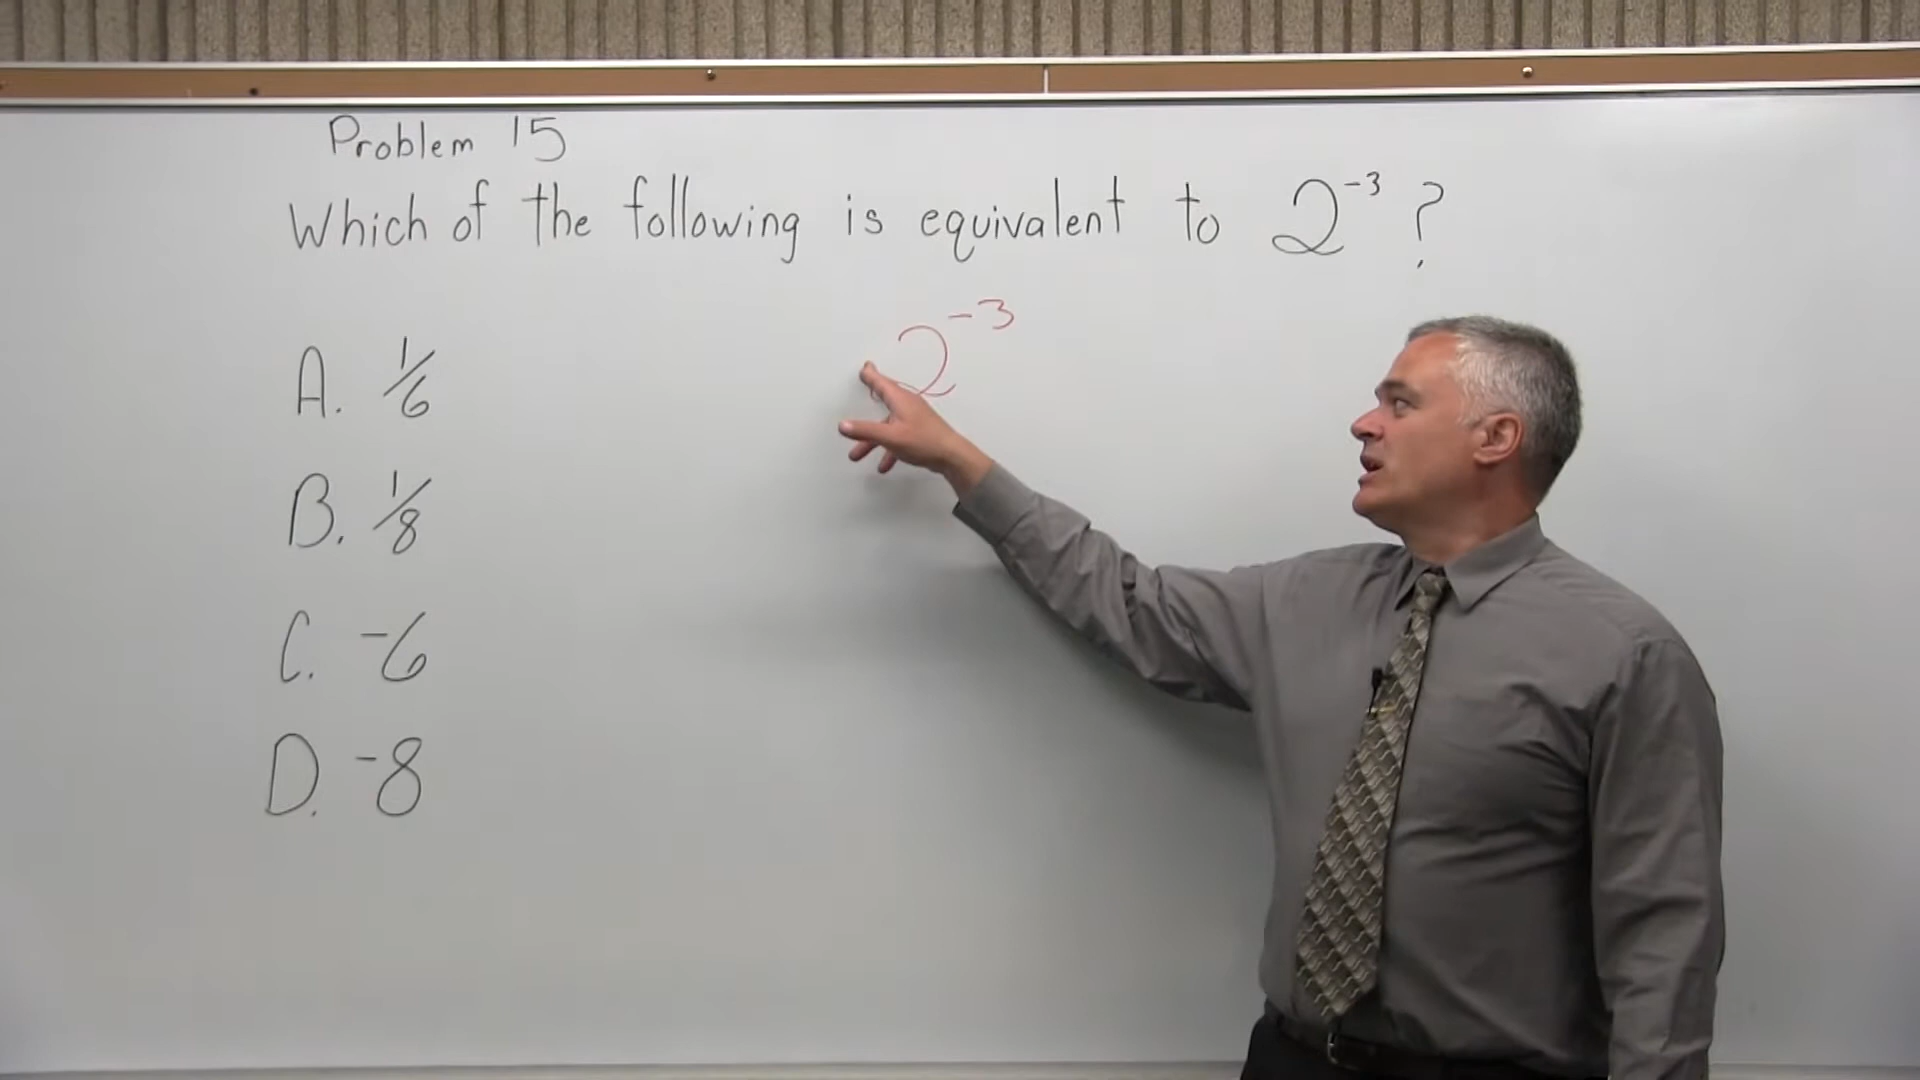 Problem 15
Which of the following is equivalent to 2⁻³ ?
2⁻³
A. 1/6
B. 1/8
C. -6
D. -8